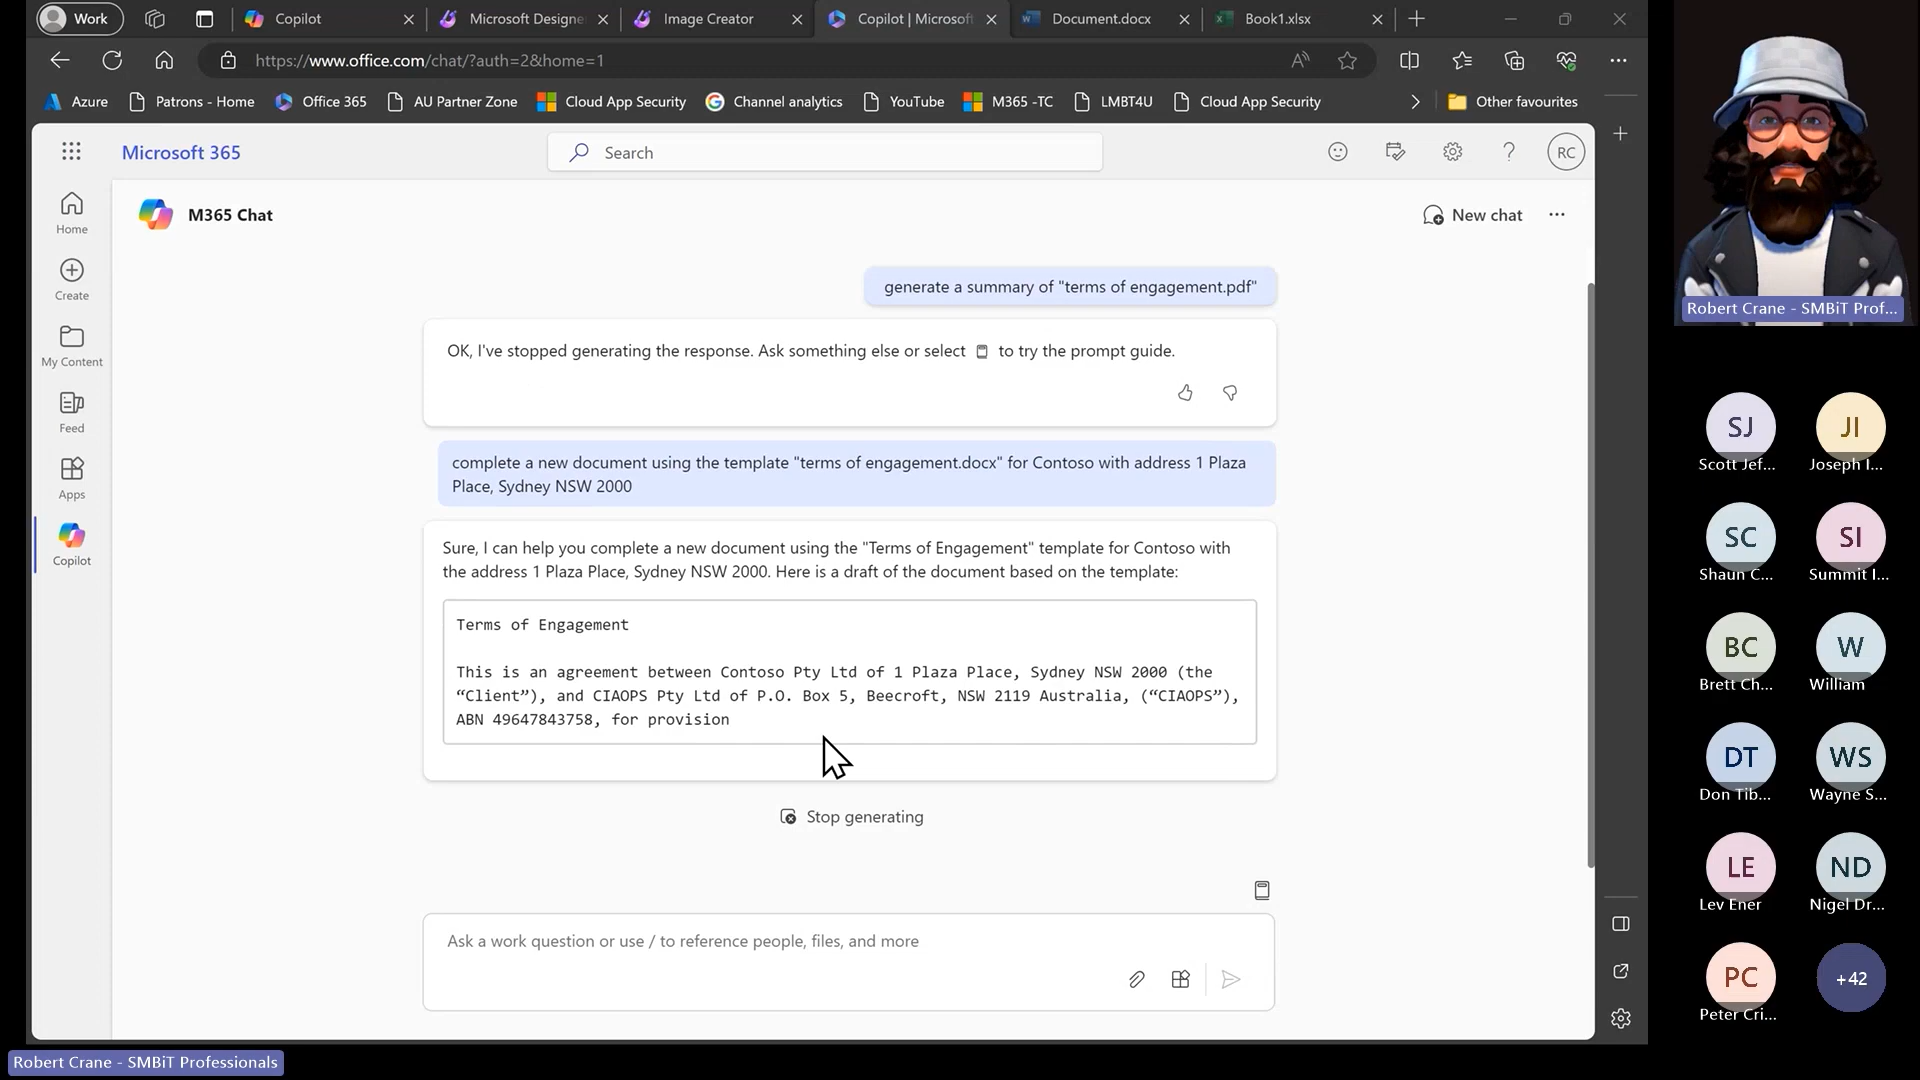 Work
Copilot
Microsoft Designe
Image Creator
Copilot | Microsoft
Document.docx
Book1.xlsx
https://www.office.com/chat/?auth=2&home=1
Azure
Patrons - Home
Office 365
AU Partner Zone
Cloud App Security
Channel analytics
YouTube
M365 -TC
LMBT4U
Cloud App Security
Other favourites
Microsoft 365
Search
RC
Home
Create
My Content
Feed
Apps
Copilot
M365 Chat
New chat
generate a summary of "terms of engagement.pdf"
OK, I've stopped generating the response. Ask something else or select to try the prompt guide.
complete a new document using the template "terms of engagement.docx" for Contoso with address 1 Plaza
Place, Sydney NSW 2000
Sure, I can help you complete a new document using the "Terms of Engagement" template for Contoso with
the address 1 Plaza Place, Sydney NSW 2000. Here is a draft of the document based on the template:
Terms of Engagement
This is an agreement between Contoso Pty Ltd of 1 Plaza Place, Sydney NSW 2000 (the
“Client”), and CIAOPS Pty Ltd of P.O. Box 5, Beecroft, NSW 2119 Australia, (“CIAOPS”),
ABN 49647843758, for provision
Stop generating
Ask a work question or use / to reference people, files, and more
Robert Crane - SMBiT Prof...
SJ
Scott Jef...
JI
Joseph I...
SC
Shaun C...
SI
Summit I...
BC
Brett Ch...
W
William
DT
Don Tib...
WS
Wayne S...
LE
Lev Ener
ND
Nigel Dr...
PC
Peter Cri...
+42
Robert Crane - SMBiT Professionals